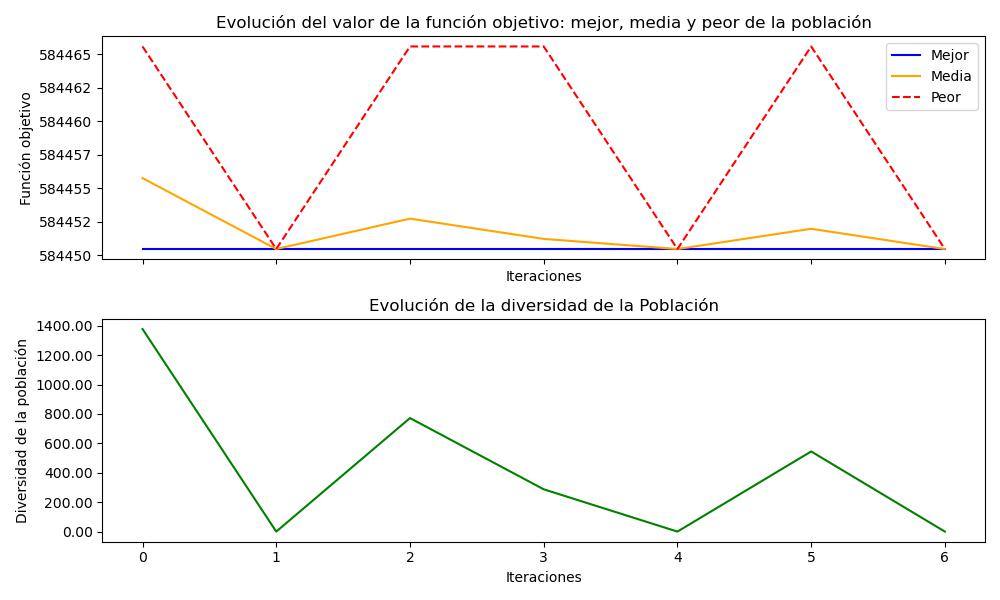 Evolución del valor de la función objetivo: mejor, media y peor de la población
584465
584462
584460
584457
584455
584452
584450
Función objetivo
Mejor
Media
Peor
Iteraciones
Evolución de la diversidad de la Población
1400.00
1200.00
1000.00
800.00
600.00
400.00
200.00
0.00
Diversidad de la población
0 1 2 3 4 5 6
Iteraciones